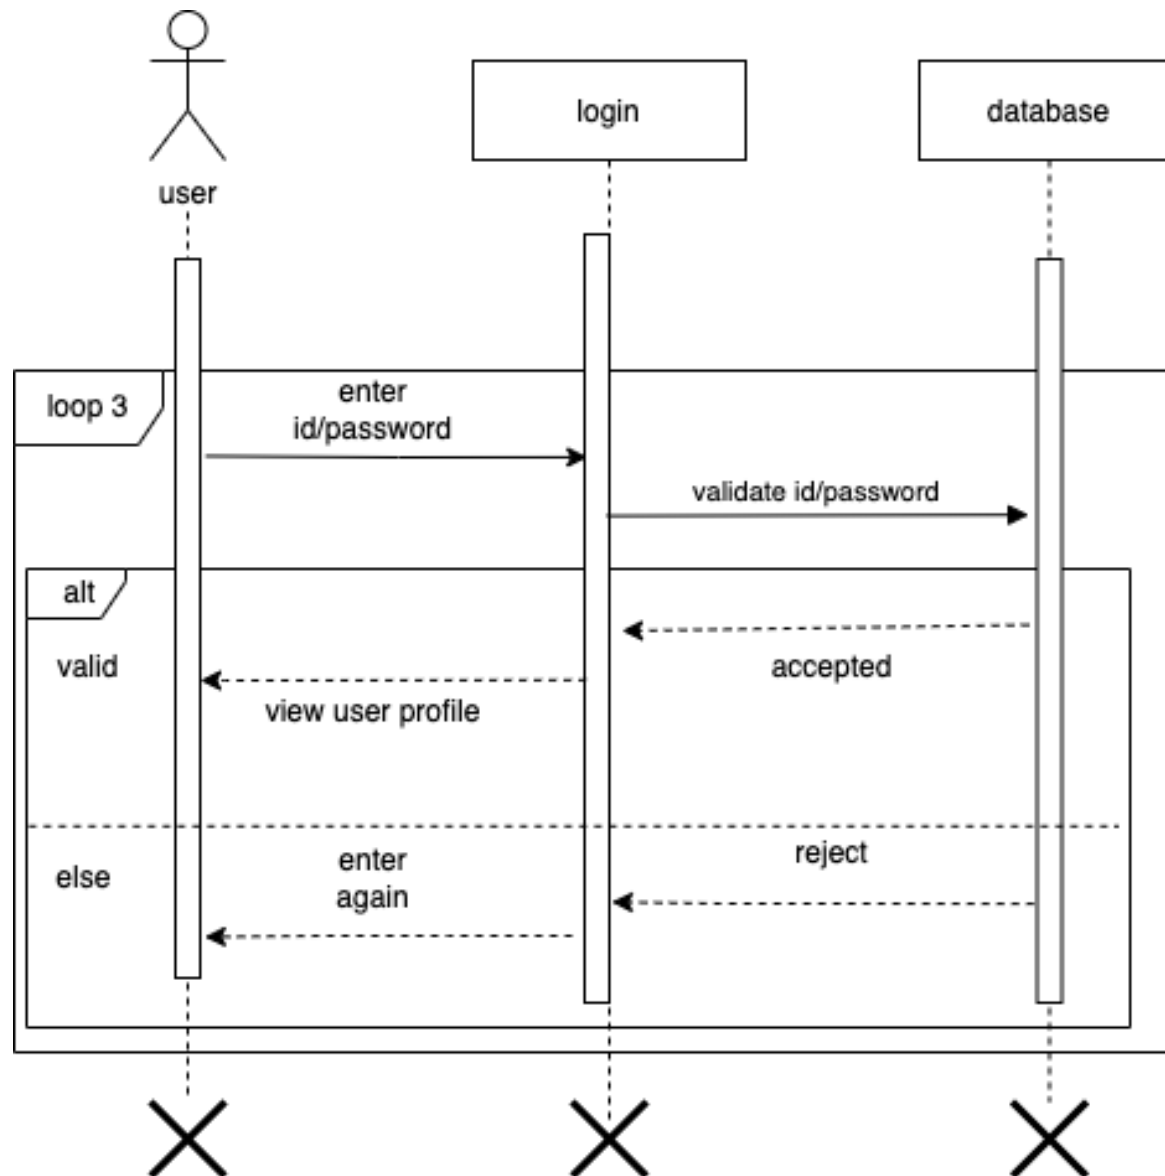 login
database
user
loop 3
enter
id/password
validate id/password
alt
valid
accepted
view user profile
else
enter
again
reject